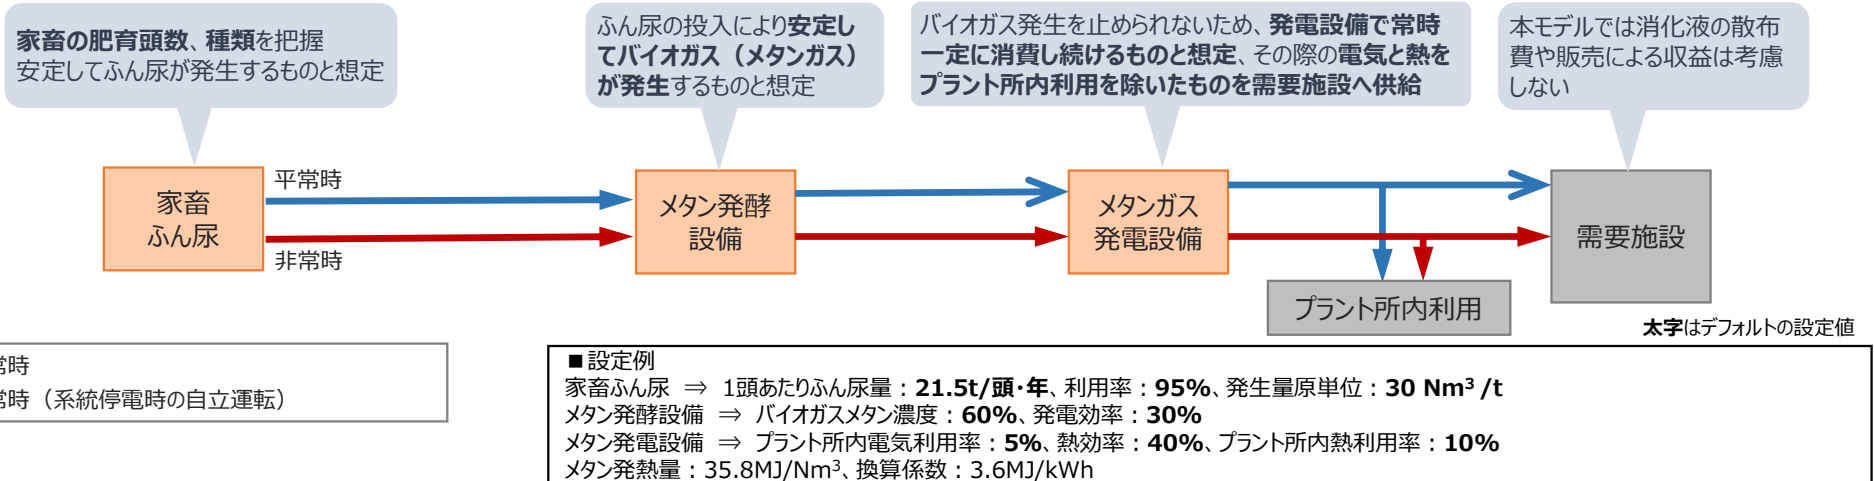 家畜の肥育頭数、種類を把握
安定してふん尿が発生するものと想定
ふん尿の投入により安定し
てバイオガス（メタンガス）
が発生するものと想定
バイオガス発生を止められないため、発電設備で常時
一定に消費し続けるものと想定、その際の電気と熱を
プラント所内利用を除いたものを需要施設へ供給
本モデルでは消化液の散布
費や販売による収益は考慮
しない
家畜
ふん尿
平常時
非常時
メタン発酵
設備
メタンガス
発電設備
需要施設
プラント所内利用
太字はデフォルトの設定値
常時
常時（系統停電時の自立運転）
■設定例
家畜ふん尿 ⇒ 1頭あたりふん尿量：21.5t/頭・年、利用率：95%、発生量原単位：30 Nm³ /t
メタン発酵設備 ⇒ バイオガスメタン濃度：60%、発電効率：30%
メタン発電設備 ⇒ プラント所内電気利用率：5%、熱効率：40%、プラント所内熱利用率：10%
メタン発熱量：35.8MJ/Nm³、換算係数：3.6MJ/kWh